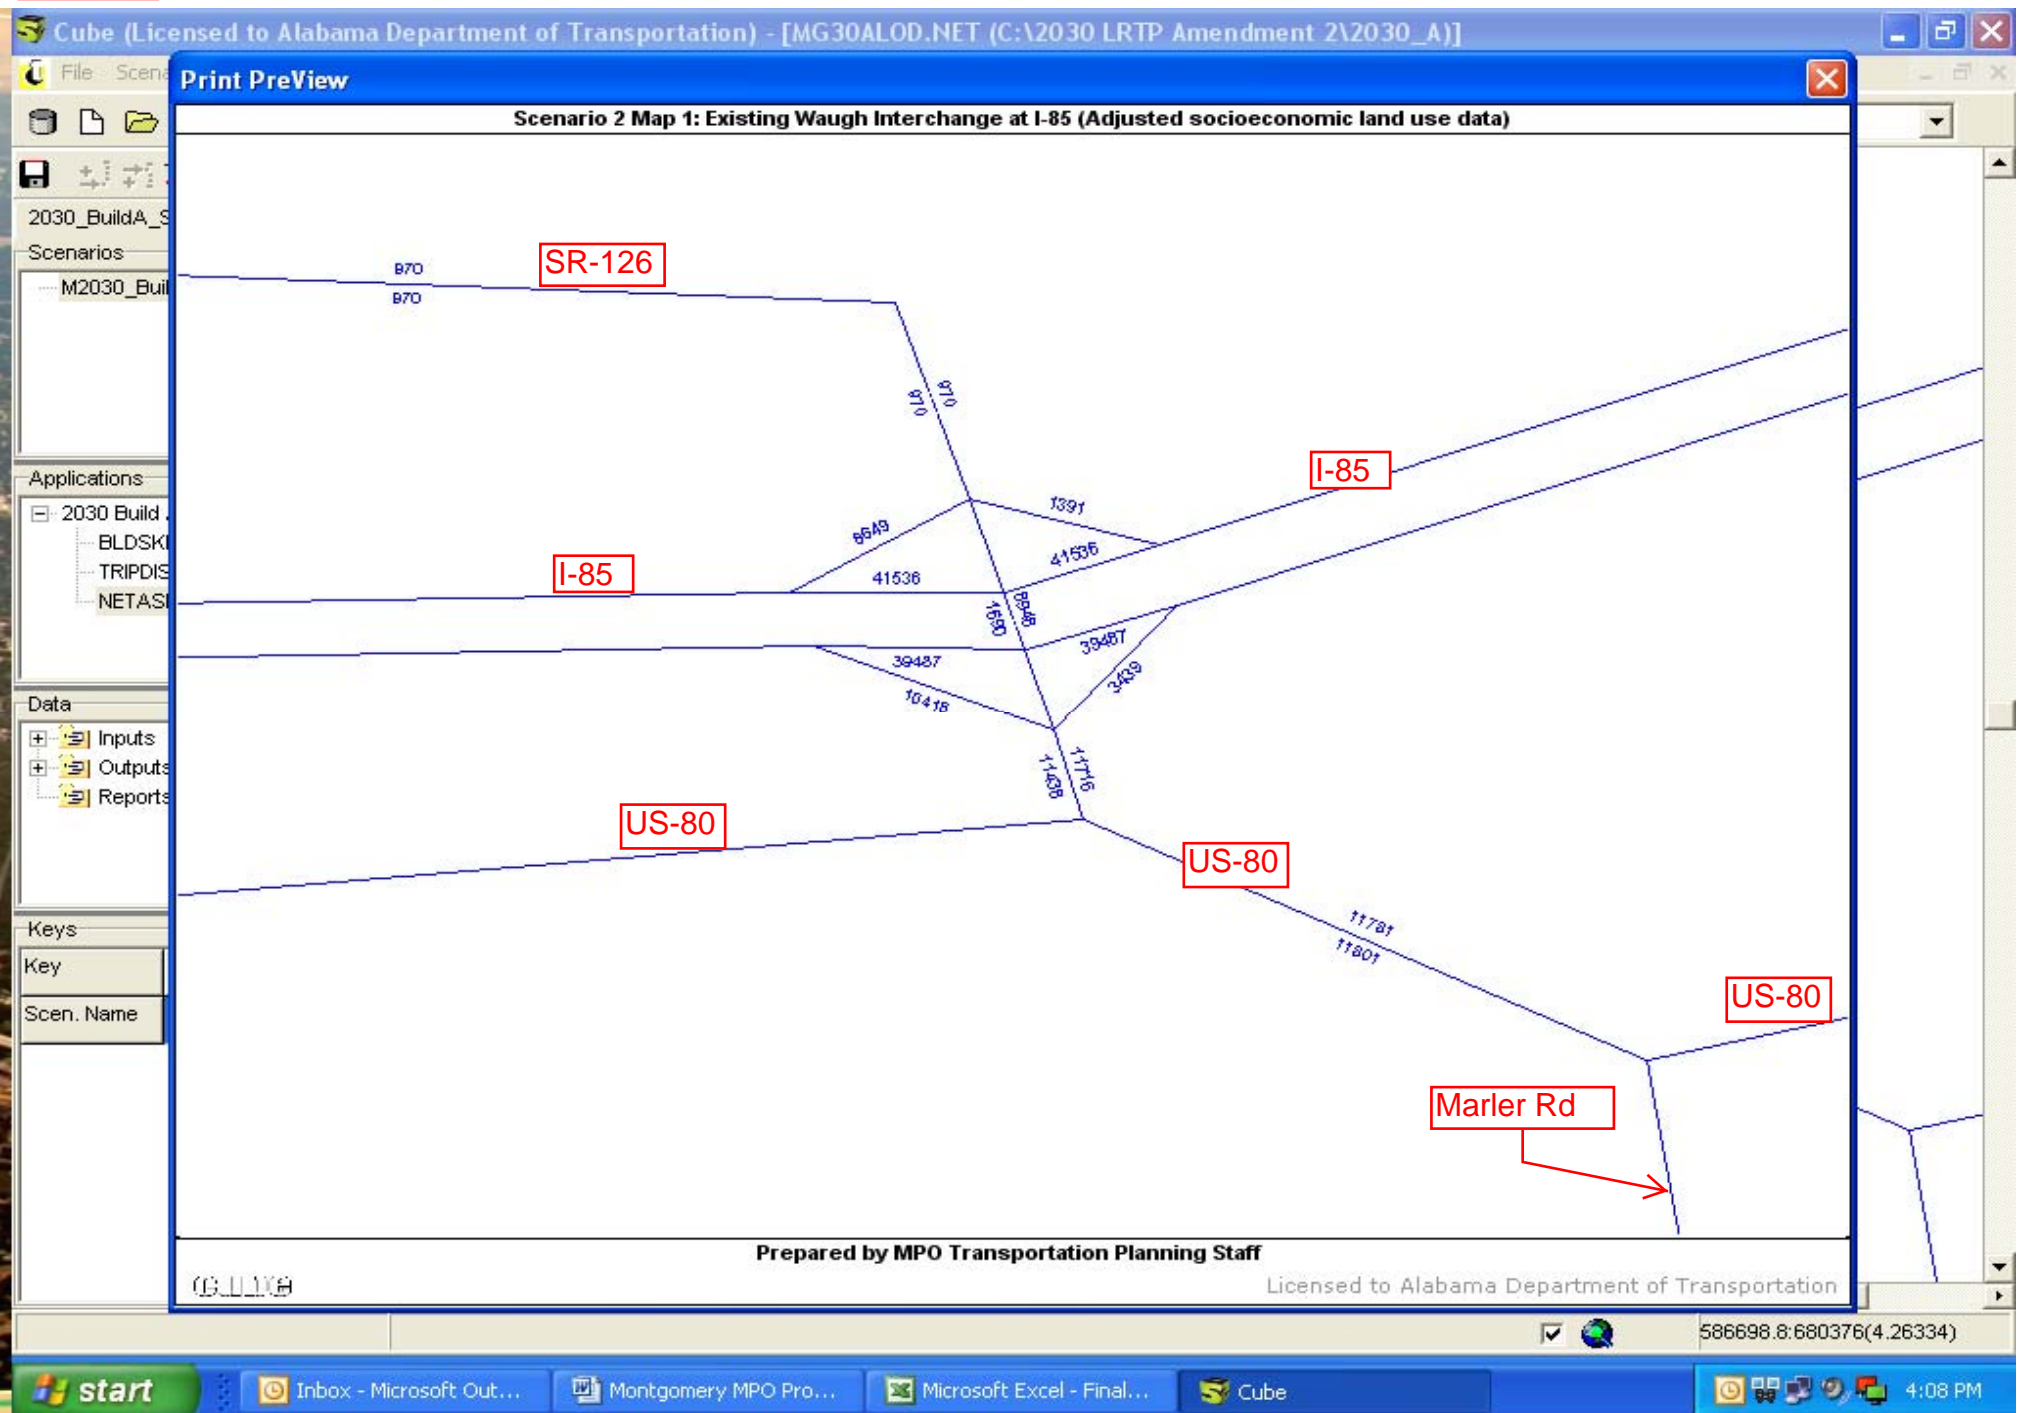 Cube (Licensed to Alabama Department of Transportation) - [MG30ALOD.NET (C:\2030 LRTP Amendment 2\2030_A)]
File Scena
Print PreView
Scenario 2 Map 1: Existing Waugh Interchange at I-85 (Adjusted socioeconomic land use data)
2030_BuildA_S
Scenarios
M2030_Buil
970
SR-126
970
970
970
I-85
Applications
2030 Build
BLDSKI
TRIPDIS
NETASI
1391
41536
I-85
41536
1690
8948
39487
39487
3439
10418
Data
Inputs
Outputs
Reports
11438
11716
US-80
US-80
11781
11801
Keys
Key
Scen. Name
US-80
Marler Rd
Prepared by MPO Transportation Planning Staff
Licensed to Alabama Department of Transportation
586698.8:680376(4.26334)
start
Inbox - Microsoft Out...
Montgomery MPO Pro...
Microsoft Excel - Final...
Cube
4:08 PM